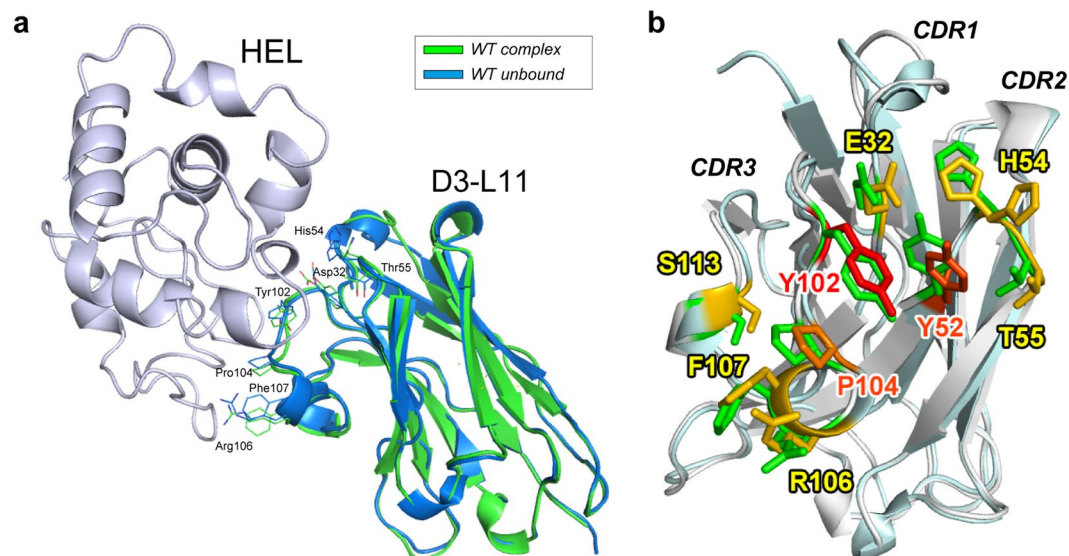 a
HEL
WT complex
WT unbound
D3-L11
His54
Asp32
Thr55
Tyr102
Pro104
Phe107
Arg106
b
CDR1
CDR2
CDR3
E32
H54
S113
Y102
Y52
T55
F107
P104
R106